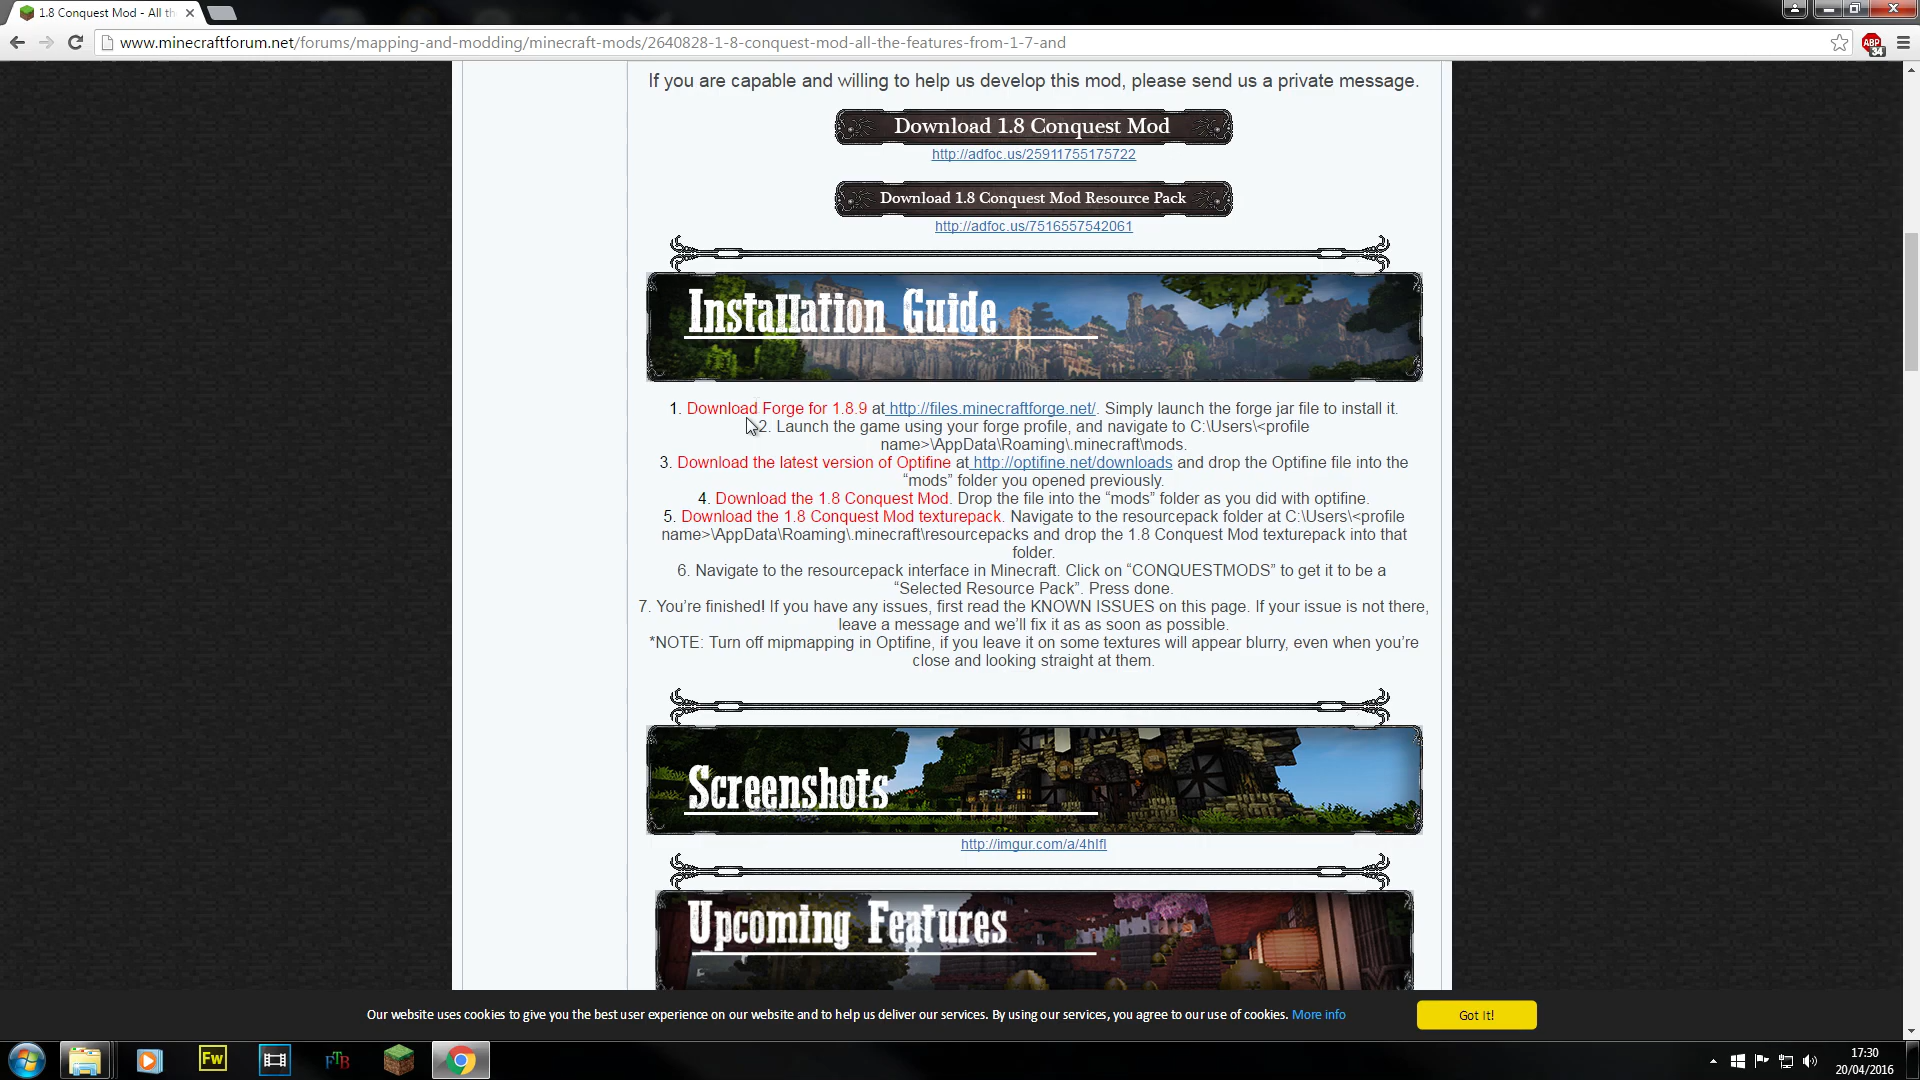 1.8 Conquest Mod - All th
www.minecraftforum.net/forums/mapping-and-modding/minecraft-mods/2640828-1-8-conquest-mod-all-the-features-from-1-7-and
ABP
34
If you are capable and willing to help us develop this mod, please send us a private message.
Download 1.8 Conquest Mod
http://adfoc.us/25911755175722
Download 1.8 Conquest Mod Resource Pack
http://adfoc.us/7516557542061
Installation Guide
1. Download Forge for 1.8.9 at http://files.minecraftforge.net/. Simply launch the forge jar file to install it.
2. Launch the game using your forge profile, and navigate to C:\Users\<profile
name>\AppData\Roaming\.minecraft\mods.
3. Download the latest version of Optifine at http://optifine.net/downloads and drop the Optifine file into the
“mods” folder you opened previously.
4. Download the 1.8 Conquest Mod. Drop the file into the “mods” folder as you did with optifine.
5. Download the 1.8 Conquest Mod texturepack. Navigate to the resourcepack folder at C:\Users\<profile
name>\AppData\Roaming\.minecraft\resourcepacks and drop the 1.8 Conquest Mod texturepack into that
folder.
6. Navigate to the resourcepack interface in Minecraft. Click on “CONQUESTMODS” to get it to be a
“Selected Resource Pack”. Press done.
7. You’re finished! If you have any issues, first read the KNOWN ISSUES on this page. If your issue is not there,
leave a message and we’ll fix it as as soon as possible.
*NOTE: Turn off mipmapping in Optifine, if you leave it on some textures will appear blurry, even when you’re
close and looking straight at them.
Screenshots
http://imgur.com/a/4hIfI
Upcoming Features
Our website uses cookies to give you the best user experience on our website and to help us deliver our services. By using our services, you agree to our use of cookies. More info
Got It!
Fw
FTB
17:30
20/04/2016